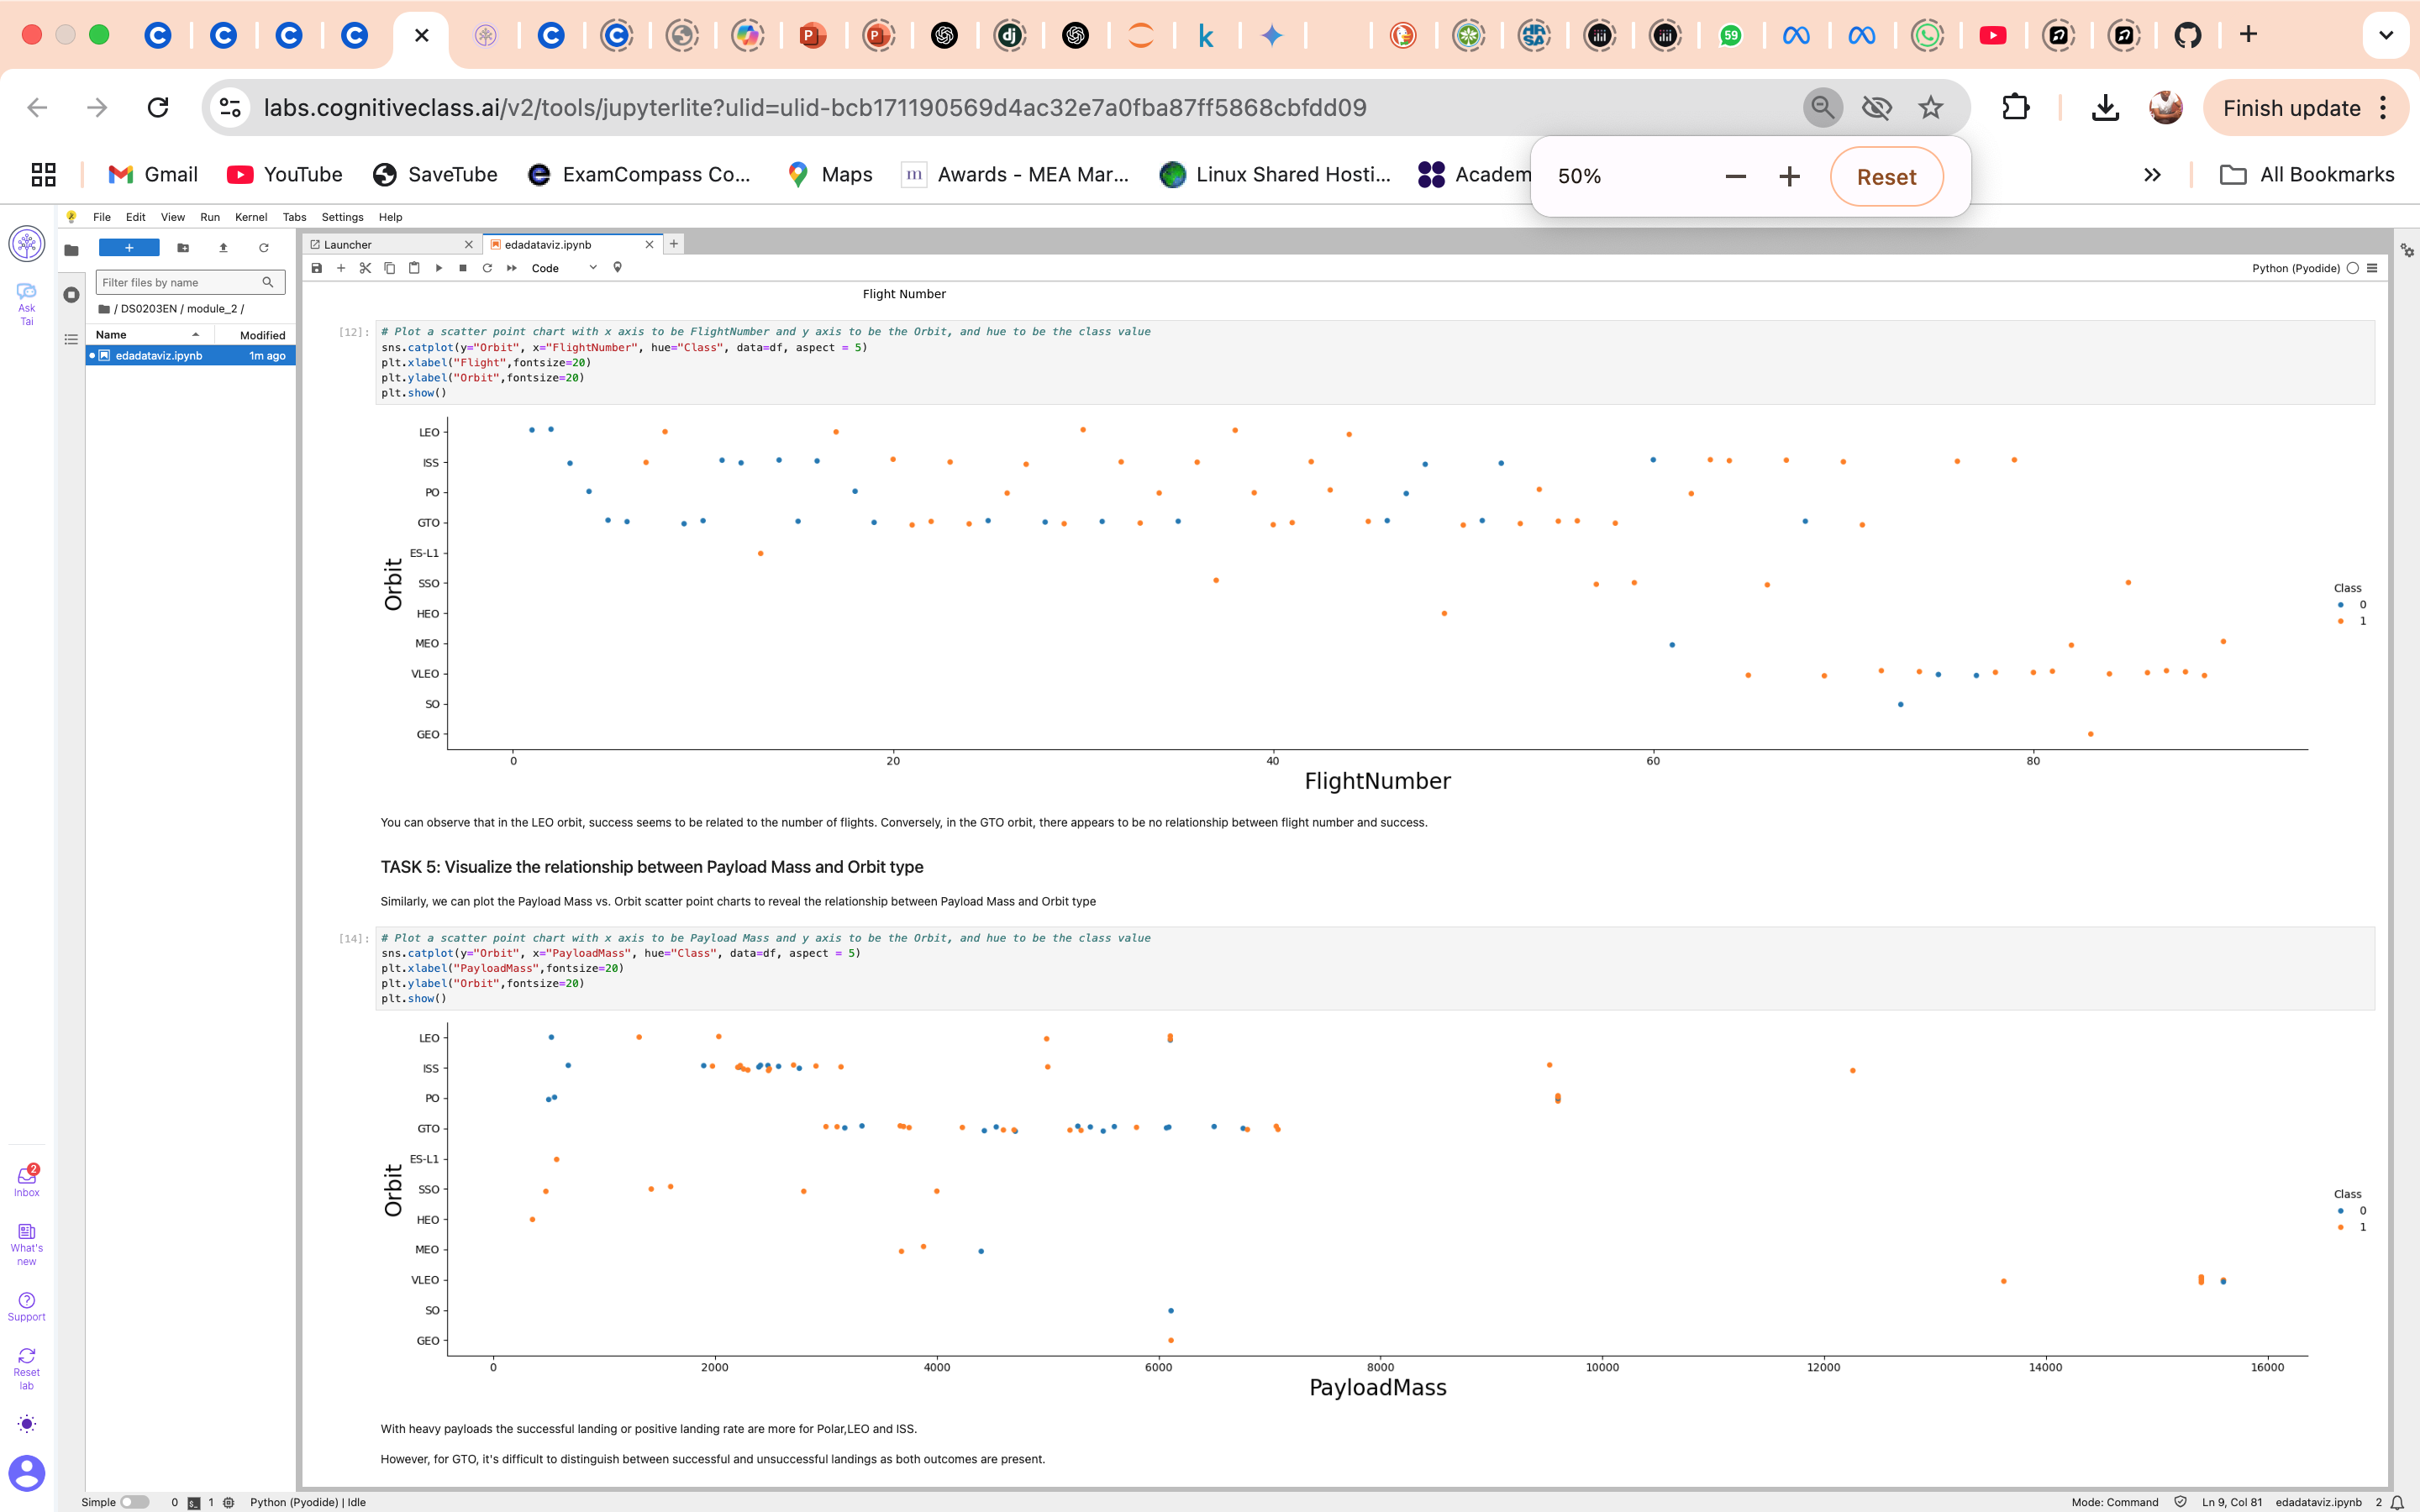 59
labs.cognitiveclass.ai/v2/tools/jupyterlite?ulid=ulid-bcb171190569d4ac32e7a0fba87ff5868cbfdd09
Finish update
Gmail
YouTube
SaveTube
ExamCompass Co...
Maps
Awards - MEA Mar...
Linux Shared Hosti...
Academ
50%
Reset
All Bookmarks
File Edit View Run Kernel Tabs Settings Help
Ask
Tai
Filter files by name
/ DS0203EN / module_2 /
Name Modified
edadataviz.ipynb 1m ago
Launcher
edadataviz.ipynb
Code
Python (Pyodide)
Flight Number
[12]:
# Plot a scatter point chart with x axis to be FlightNumber and y axis to be the Orbit, and hue to be the class value
sns.catplot(y="Orbit", x="FlightNumber", hue="Class", data=df, aspect = 5)
plt.xlabel("Flight",fontsize=20)
plt.ylabel("Orbit",fontsize=20)
plt.show()
LEO
ISS
PO
GTO
ES-L1
SSO
HEO
MEO
VLEO
SO
GEO
Orbit
Class
0
1
0 20 40 60 80
FlightNumber
You can observe that in the LEO orbit, success seems to be related to the number of flights. Conversely, in the GTO orbit, there appears to be no relationship between flight number and success.
TASK 5: Visualize the relationship between Payload Mass and Orbit type
Similarly, we can plot the Payload Mass vs. Orbit scatter point charts to reveal the relationship between Payload Mass and Orbit type
[14]:
# Plot a scatter point chart with x axis to be Payload Mass and y axis to be the Orbit, and hue to be the class value
sns.catplot(y="Orbit", x="PayloadMass", hue="Class", data=df, aspect = 5)
plt.xlabel("PayloadMass",fontsize=20)
plt.ylabel("Orbit",fontsize=20)
plt.show()
LEO
ISS
PO
GTO
ES-L1
SSO
HEO
MEO
VLEO
SO
GEO
Orbit
Class
0
1
0 2000 4000 6000 8000 10000 12000 14000 16000
PayloadMass
With heavy payloads the successful landing or positive landing rate are more for Polar,LEO and ISS.
However, for GTO, it's difficult to distinguish between successful and unsuccessful landings as both outcomes are present.
2
Inbox
What's
new
Support
Reset
lab
Simple 0 1 Python (Pyodide) | Idle
Mode: Command Ln 9, Col 81 edadataviz.ipynb 2